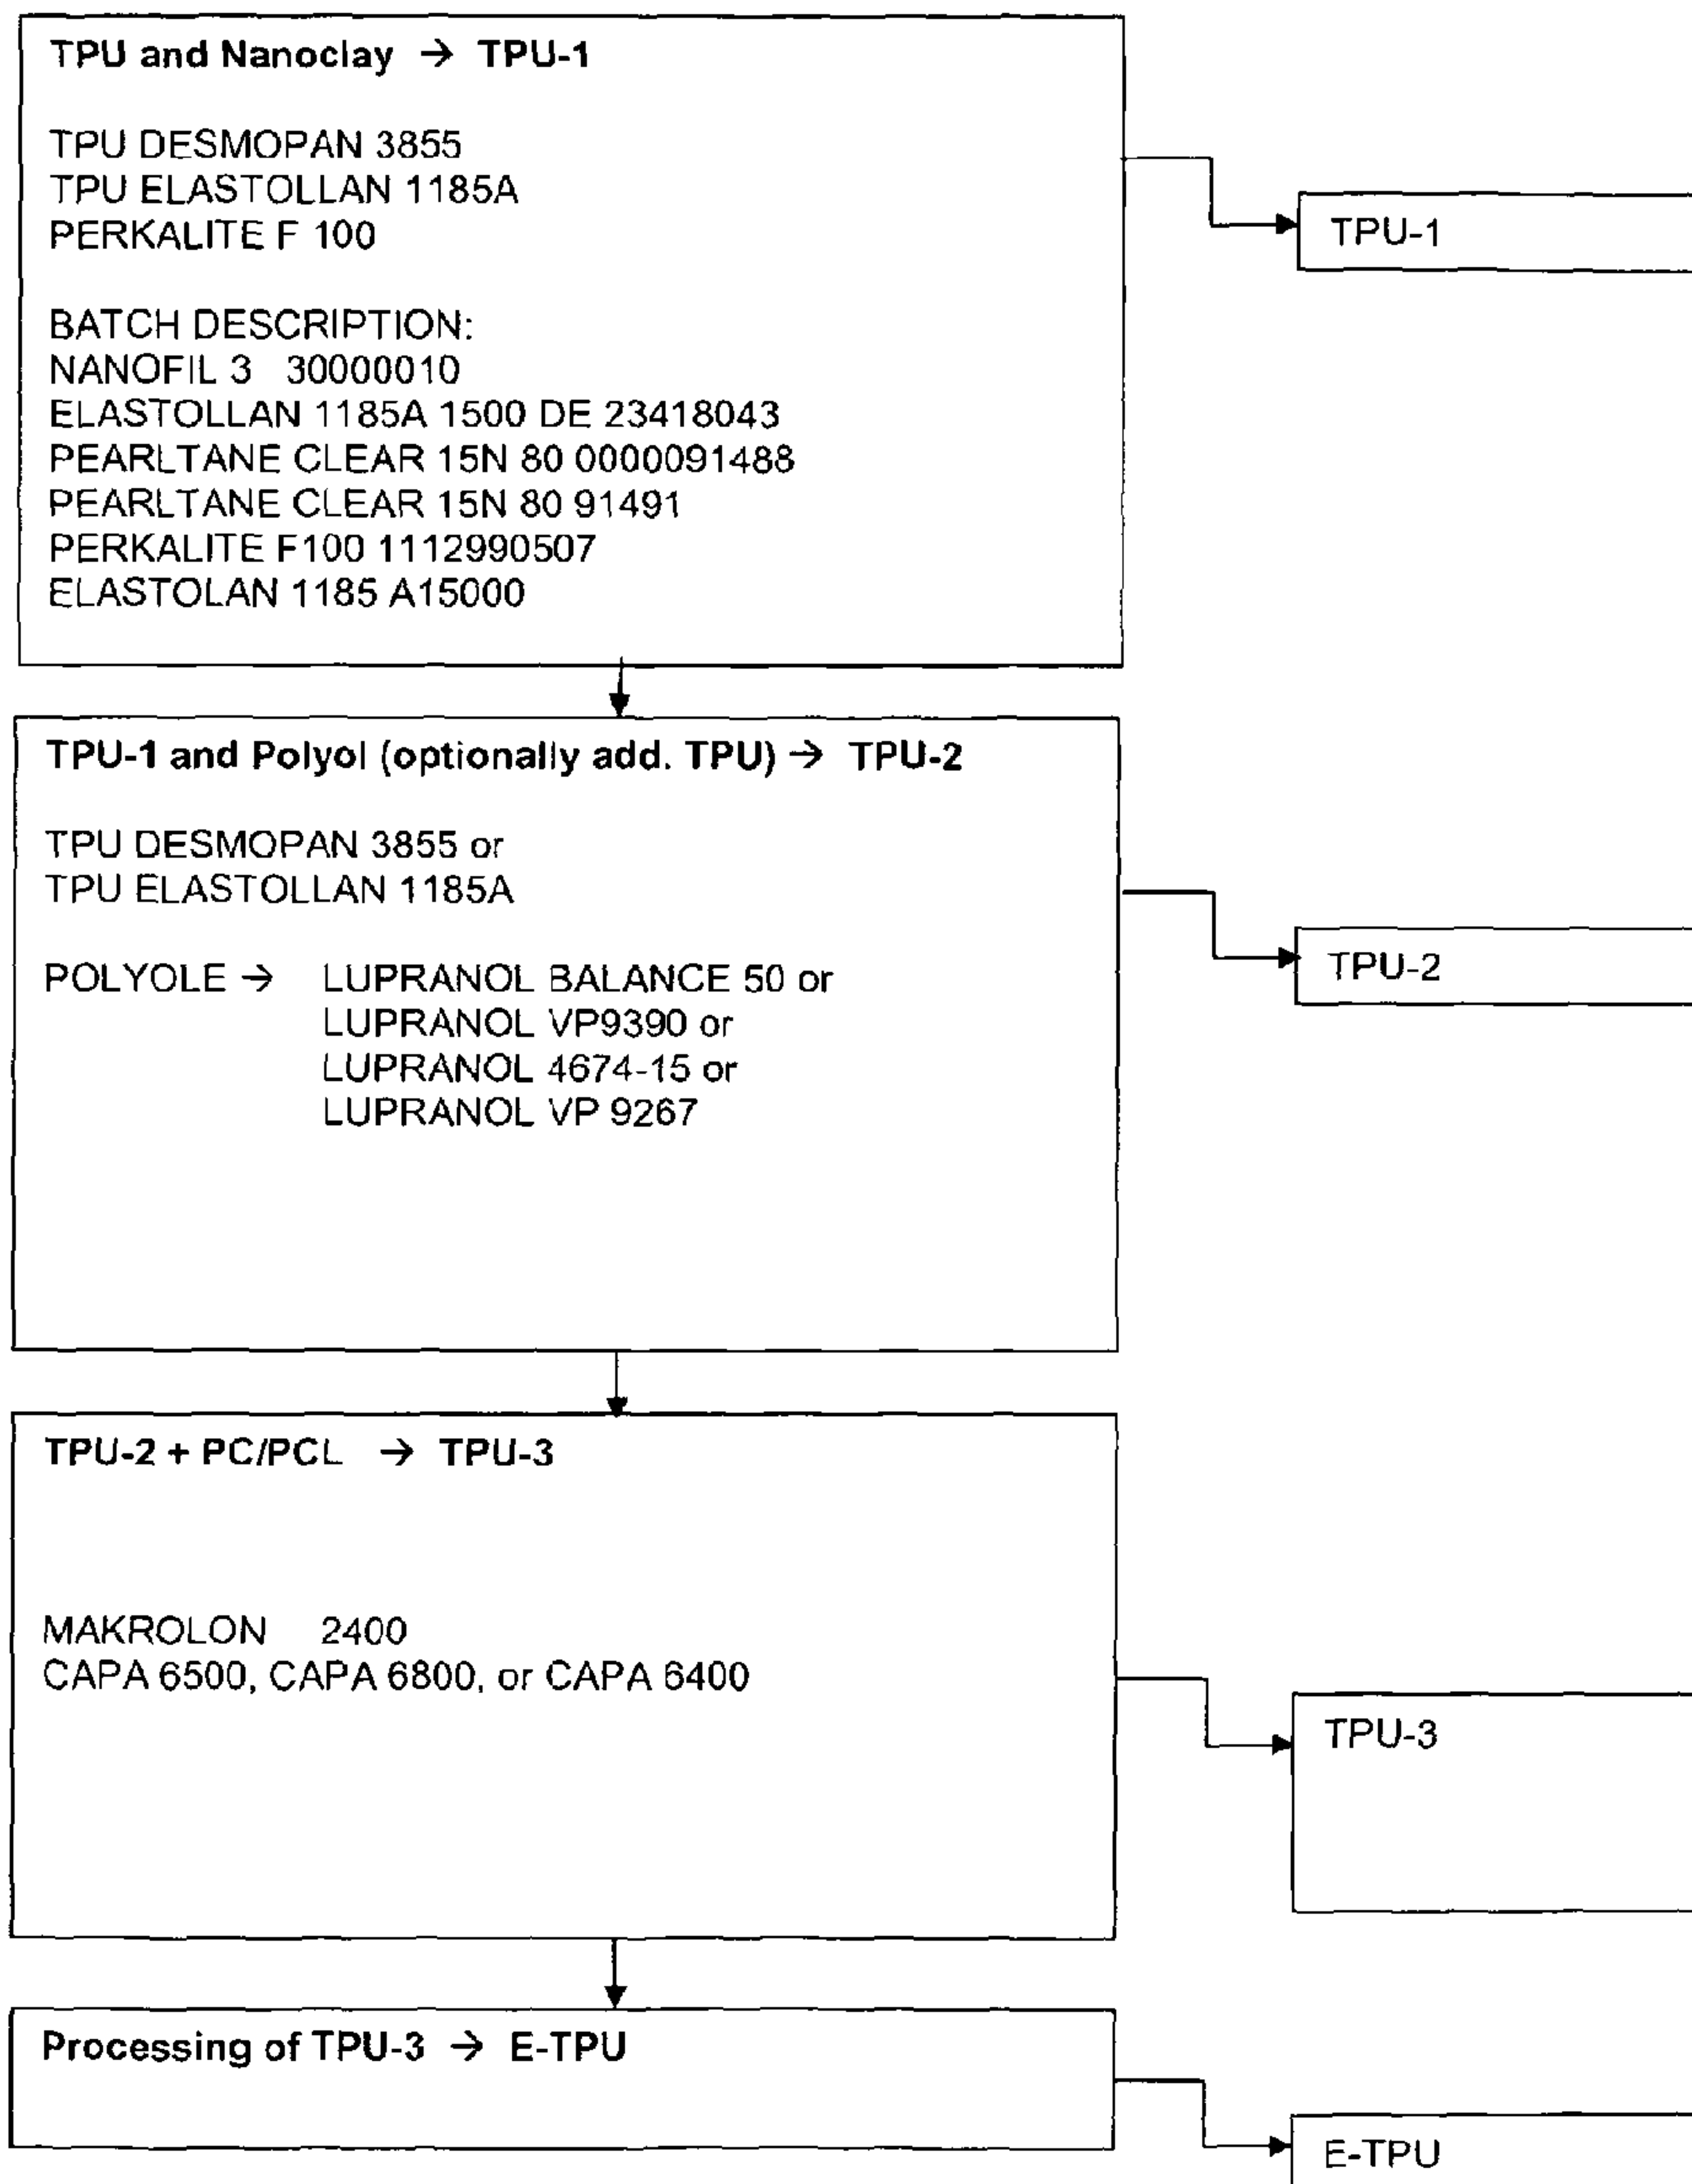 TPU and Nanoclay → TPU-1
TPU DESMOPAN 3855
TPU ELASTOLLAN 1185A
PERKALITE F 100
BATCH DESCRIPTION:
NANOFIL 3 30000010
ELASTOLLAN 1185A 1500 DE 23418043
PEARLTANE CLEAR 15N 80 0000091488
PEARLTANE CLEAR 15N 80 91491
PERKALITE F100 1112990507
ELASTOLAN 1185 A15000
TPU-1
TPU-1 and Polyol (optionally add. TPU) → TPU-2
TPU DESMOPAN 3855 or
TPU ELASTOLLAN 1185A
POLYOLE → LUPRANOL BALANCE 50 or
LUPRANOL VP9390 or
LUPRANOL 4674-15 or
LUPRANOL VP 9267
TPU-2
TPU-2 + PC/PCL → TPU-3
MAKROLON 2400
CAPA 6500, CAPA 6800, or CAPA 6400
TPU-3
Processing of TPU-3 → E-TPU
E-TPU